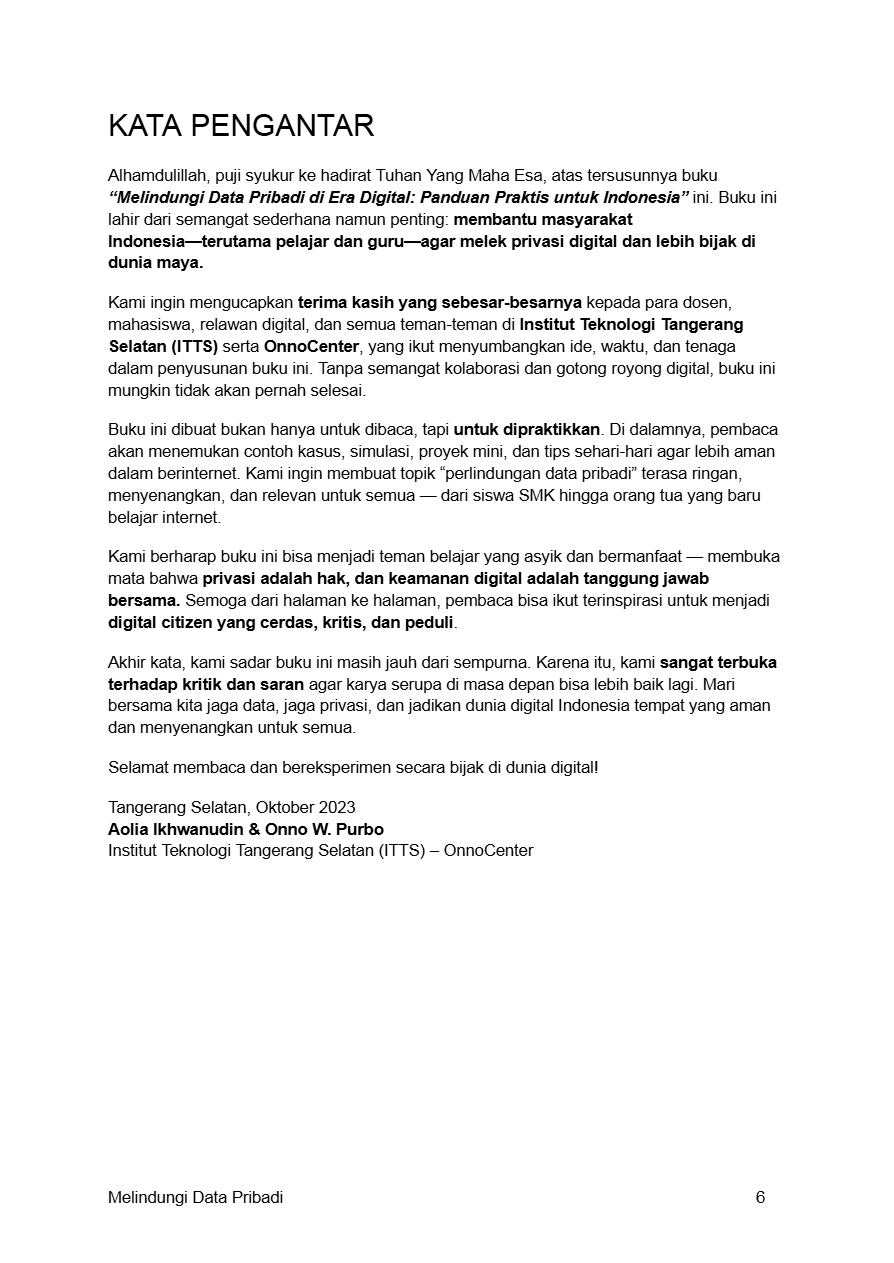 KATA PENGANTAR
Alhamdulillah, puji syukur ke hadirat Tuhan Yang Maha Esa, atas tersusunnya buku
“Melindungi Data Pribadi di Era Digital: Panduan Praktis untuk Indonesia” ini. Buku ini
lahir dari semangat sederhana namun penting: membantu masyarakat
Indonesia—terutama pelajar dan guru—agar melek privasi digital dan lebih bijak di
dunia maya.
Kami ingin mengucapkan terima kasih yang sebesar-besarnya kepada para dosen,
mahasiswa, relawan digital, dan semua teman-teman di Institut Teknologi Tangerang
Selatan (ITTS) serta OnnoCenter, yang ikut menyumbangkan ide, waktu, dan tenaga
dalam penyusunan buku ini. Tanpa semangat kolaborasi dan gotong royong digital, buku ini
mungkin tidak akan pernah selesai.
Buku ini dibuat bukan hanya untuk dibaca, tapi untuk dipraktikkan. Di dalamnya, pembaca
akan menemukan contoh kasus, simulasi, proyek mini, dan tips sehari-hari agar lebih aman
dalam berinternet. Kami ingin membuat topik “perlindungan data pribadi” terasa ringan,
menyenangkan, dan relevan untuk semua — dari siswa SMK hingga orang tua yang baru
belajar internet.
Kami berharap buku ini bisa menjadi teman belajar yang asyik dan bermanfaat — membuka
mata bahwa privasi adalah hak, dan keamanan digital adalah tanggung jawab
bersama. Semoga dari halaman ke halaman, pembaca bisa ikut terinspirasi untuk menjadi
digital citizen yang cerdas, kritis, dan peduli.
Akhir kata, kami sadar buku ini masih jauh dari sempurna. Karena itu, kami sangat terbuka
terhadap kritik dan saran agar karya serupa di masa depan bisa lebih baik lagi. Mari
bersama kita jaga data, jaga privasi, dan jadikan dunia digital Indonesia tempat yang aman
dan menyenangkan untuk semua.
Selamat membaca dan bereksperimen secara bijak di dunia digital!
Tangerang Selatan, Oktober 2023
Aolia Ikhwanudin & Onno W. Purbo
Institut Teknologi Tangerang Selatan (ITTS) – OnnoCenter
Melindungi Data Pribadi 6